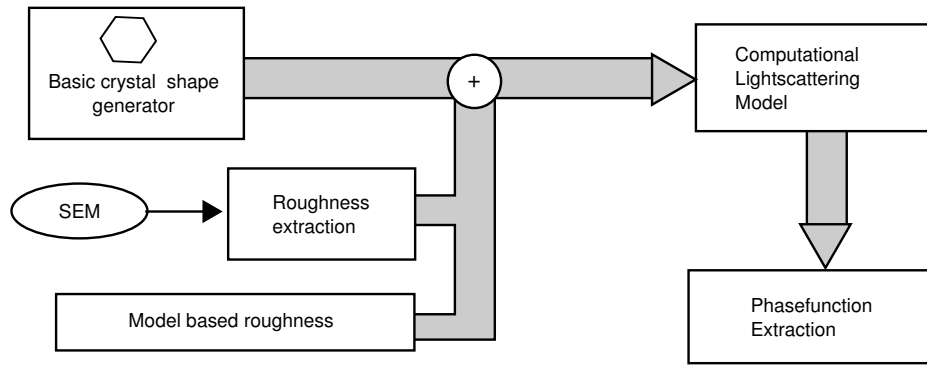 Basic crystal shape
generator
+
Computational
Lightscattering
Model
SEM
Roughness
extraction
Model based roughness
Phasefunction
Extraction